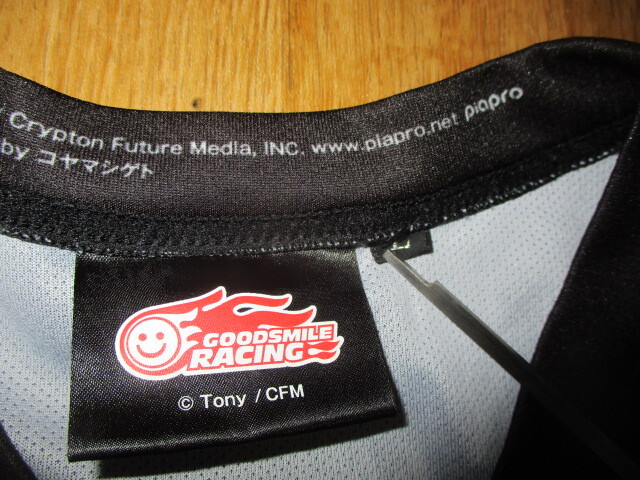 Crypton Future Media, INC. www.piapro.net piapro
by コヤマシゲト
GOODSMILE
RACING
© Tony / CFM